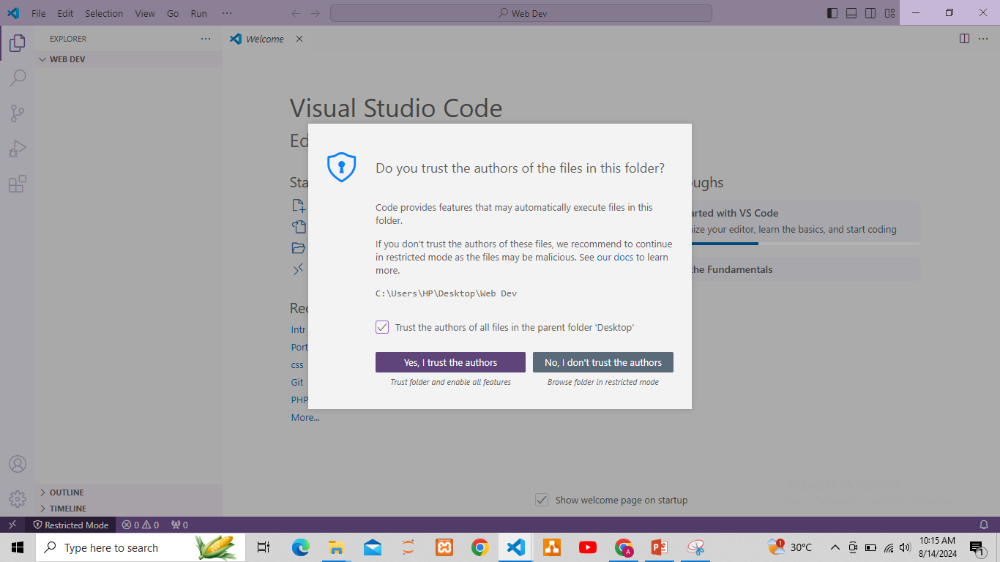 File Edit Selection View Go Run ···
Web Dev
EXPLORER
Welcome
WEB DEV
Visual Studio Code
Ed
Do you trust the authors of the files in this folder?
Sta
oughs
Code provides features that may automatically execute files in this
folder.
arted with VS Code
nize your editor, learn the basics, and start coding
If you don't trust the authors of these files, we recommend to continue
in restricted mode as the files may be malicious. See our docs to learn
more.
the Fundamentals
C:\Users\HP\Desktop\Web Dev
Rec
Trust the authors of all files in the parent folder 'Desktop'
Intr
Port
css
Git
PHP
More...
Yes, I trust the authors
No, I don't trust the authors
Trust folder and enable all features
Browse folder in restricted mode
OUTLINE
TIMELINE
Show welcome page on startup
Restricted Mode
0 0
0
Type here to search
1
30°C
10:15 AM
8/14/2024
1